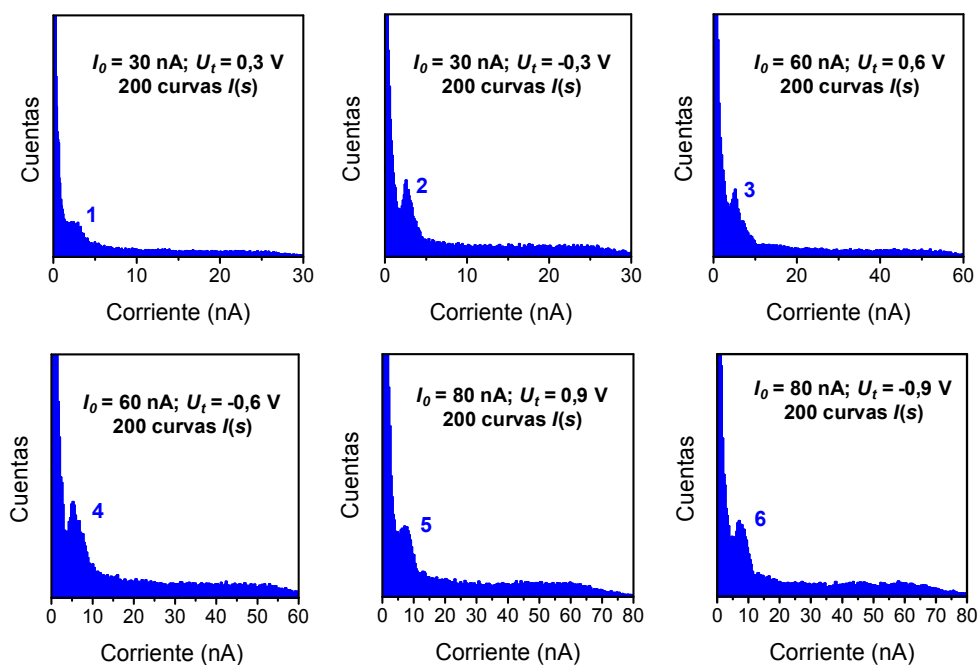 I₀ = 30 nA; Uₜ = 0,3 V
200 curvas I(s)
1
Cuentas
0 10 20 30
Corriente (nA)
I₀ = 30 nA; Uₜ = -0,3 V
200 curvas I(s)
2
Cuentas
0 10 20 30
Corriente (nA)
I₀ = 60 nA; Uₜ = 0,6 V
200 curvas I(s)
3
Cuentas
0 20 40 60
Corriente (nA)
I₀ = 60 nA; Uₜ = -0,6 V
200 curvas I(s)
4
Cuentas
0 10 20 30 40 50 60
Corriente (nA)
I₀ = 80 nA; Uₜ = 0,9 V
200 curvas I(s)
5
Cuentas
0 10 20 30 40 50 60 70 80
Corriente (nA)
I₀ = 80 nA; Uₜ = -0,9 V
200 curvas I(s)
6
Cuentas
0 10 20 30 40 50 60 70 80
Corriente (nA)